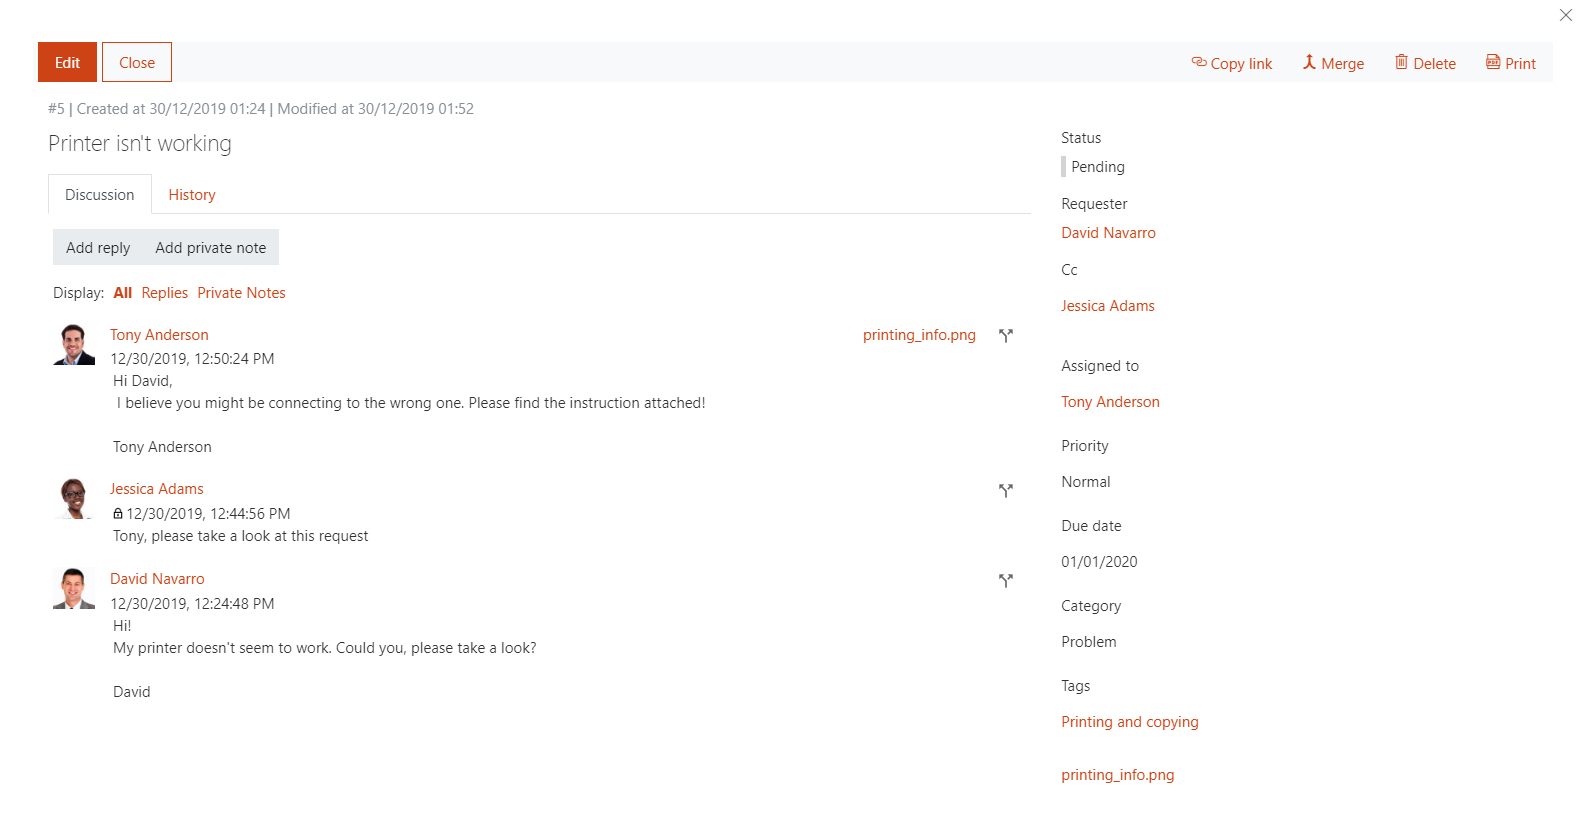 Edit
Close
Copy link
Merge
Delete
Print
#5 | Created at 30/12/2019 01:24 | Modified at 30/12/2019 01:52
Printer isn't working
Discussion
History
Add reply
Add private note
Display: All Replies Private Notes
Tony Anderson
printing_info.png
12/30/2019, 12:50:24 PM
Hi David,
I believe you might be connecting to the wrong one. Please find the instruction attached!
Tony Anderson
Jessica Adams
12/30/2019, 12:44:56 PM
Tony, please take a look at this request
David Navarro
12/30/2019, 12:24:48 PM
Hi!
My printer doesn't seem to work. Could you, please take a look?
David
Status
Pending
Requester
David Navarro
Cc
Jessica Adams
Assigned to
Tony Anderson
Priority
Normal
Due date
01/01/2020
Category
Problem
Tags
Printing and copying
printing_info.png